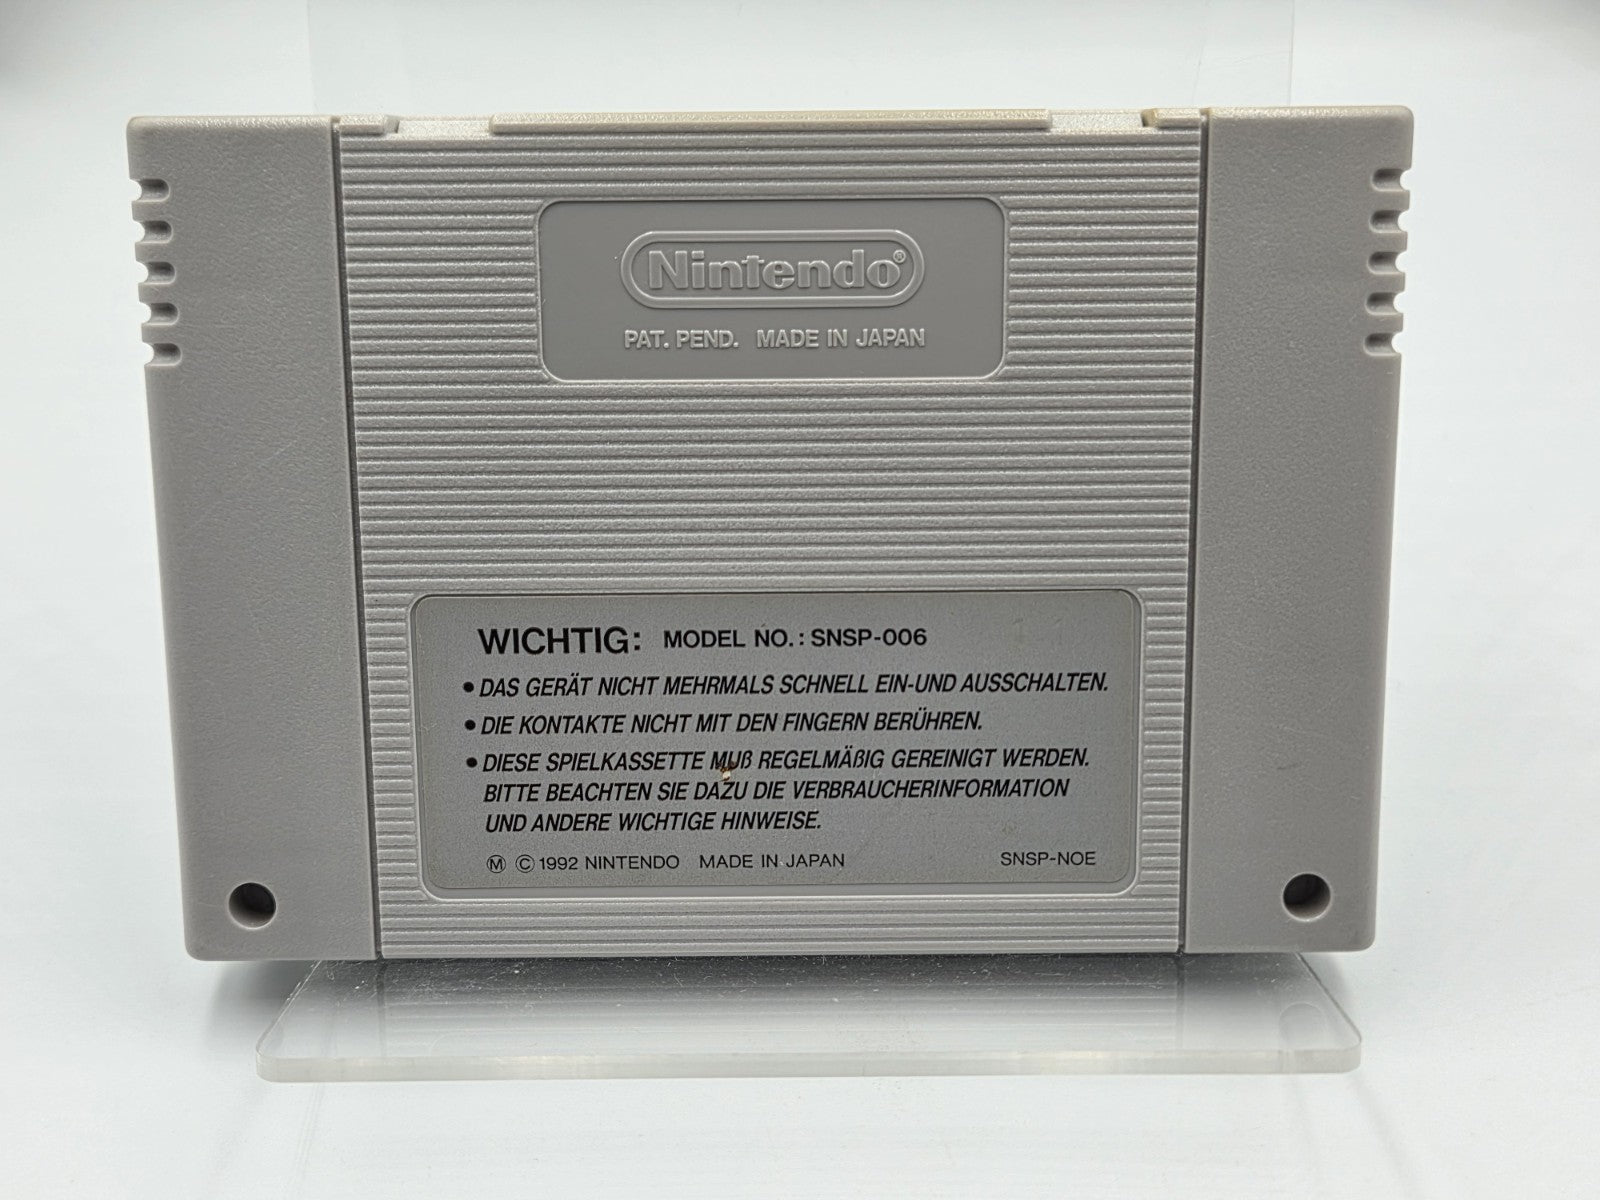 Nintendo®
PAT. PEND. MADE IN JAPAN
WICHTIG: MODEL NO.: SNSP-006
• DAS GERÄT NICHT MEHRMALS SCHNELL EIN-UND AUSSCHALTEN.
• DIE KONTAKTE NICHT MIT DEN FINGERN BERÜHREN.
• DIESE SPIELKASSETTE MUß REGELMÄßIG GEREINIGT WERDEN.
BITTE BEACHTEN SIE DAZU DIE VERBRAUCHERINFORMATION
UND ANDERE WICHTIGE HINWEISE.
Ⓜ © 1992 NINTENDO MADE IN JAPAN SNSP-NOE